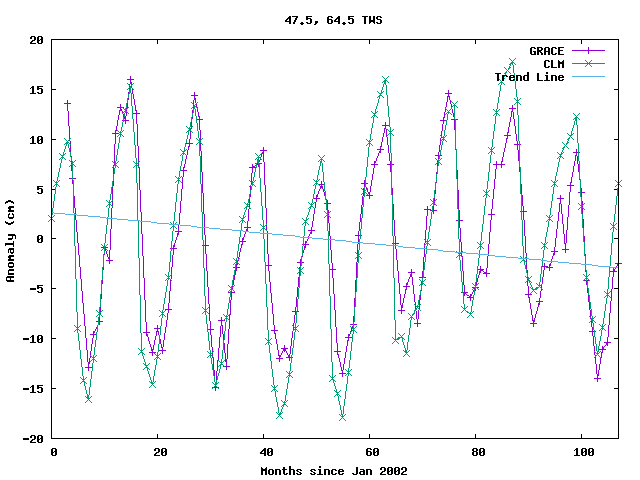 47.5, 64.5 TWS
GRACE
CLM
Trend Line
20
15
10
5
0
-5
-10
-15
-20
Anomaly (cm)
0 20 40 60 80 100
Months since Jan 2002